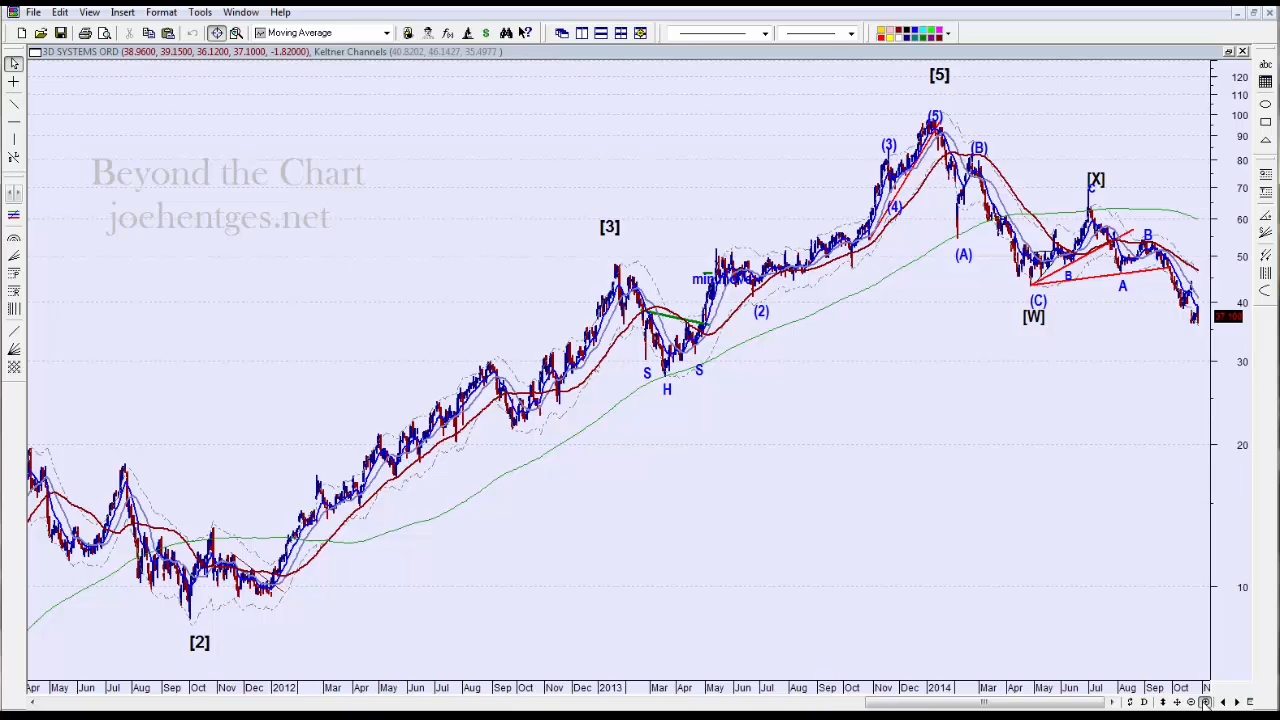 File Edit View Insert Format Tools Window Help
Moving Average
3D SYSTEMS ORD (38.9600, 39.1500, 36.1200, 37.1000, -1.82000), Keltner Channels (40.8202, 46.1427, 35.4977 )
Beyond the Chart
joehentges.net
[5]
(5)
(3)
(B)
(4)
(A)
[X]
C
B
B
A
(C)
[W]
[3]
(2)
S
H
S
[2]
120
110
100
90
80
70
60
50
40
37.100
30
20
10
Apr May Jun Jul Aug Sep Oct Nov Dec 2012 Mar Apr May Jun Jul Aug Sep Oct Nov Dec 2013 Mar Apr May Jun Jul Aug Sep Oct Nov Dec 2014 Mar Apr May Jun Jul Aug Sep Oct N
abc